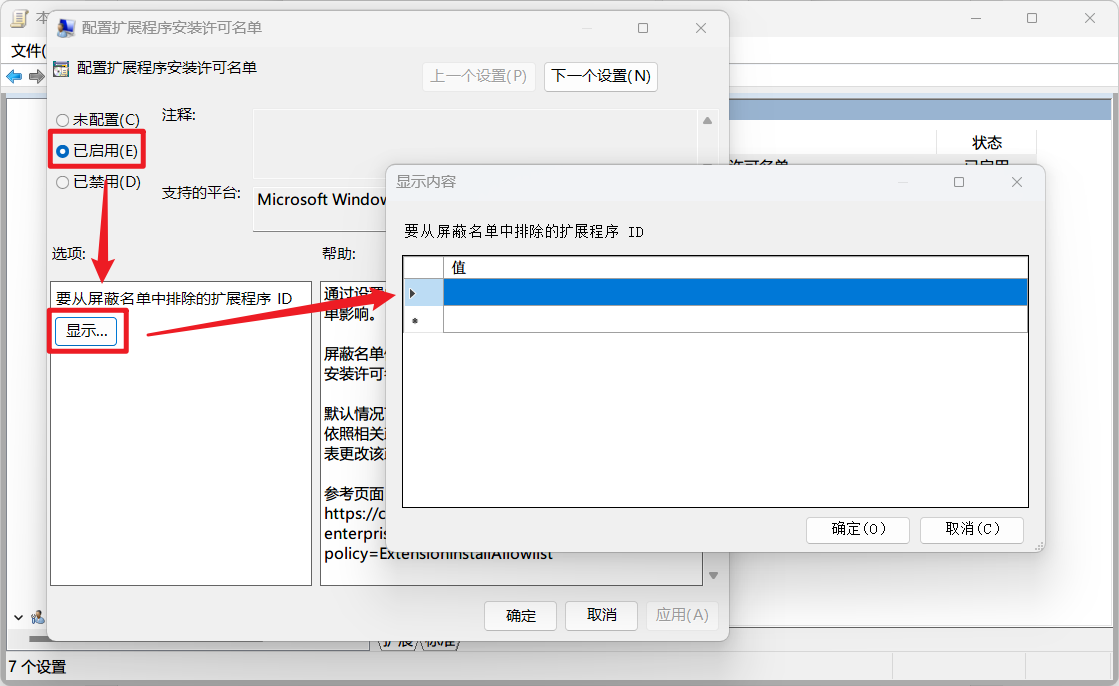 本
配置扩展程序安装许可名单
文件(
配置扩展程序安装许可名单
上一个设置(P)
下一个设置(N)
未配置(C)
注释:
已启用(E)
已禁用(D)
支持的平台:
Microsoft Window
状态
许可名单
已启用
选项:
帮助:
要从屏蔽名单中排除的扩展程序 ID
显示...
通过设置
单影响。
屏蔽名单
安装许可
默认情况
依照相关
表更改该
参考页面
https://c
enterpris
policy=ExtensionInstallAllowlist
显示内容
要从屏蔽名单中排除的扩展程序 ID
值
确定(O)
取消(C)
确定
取消
应用(A)
扩展
标准
7 个设置